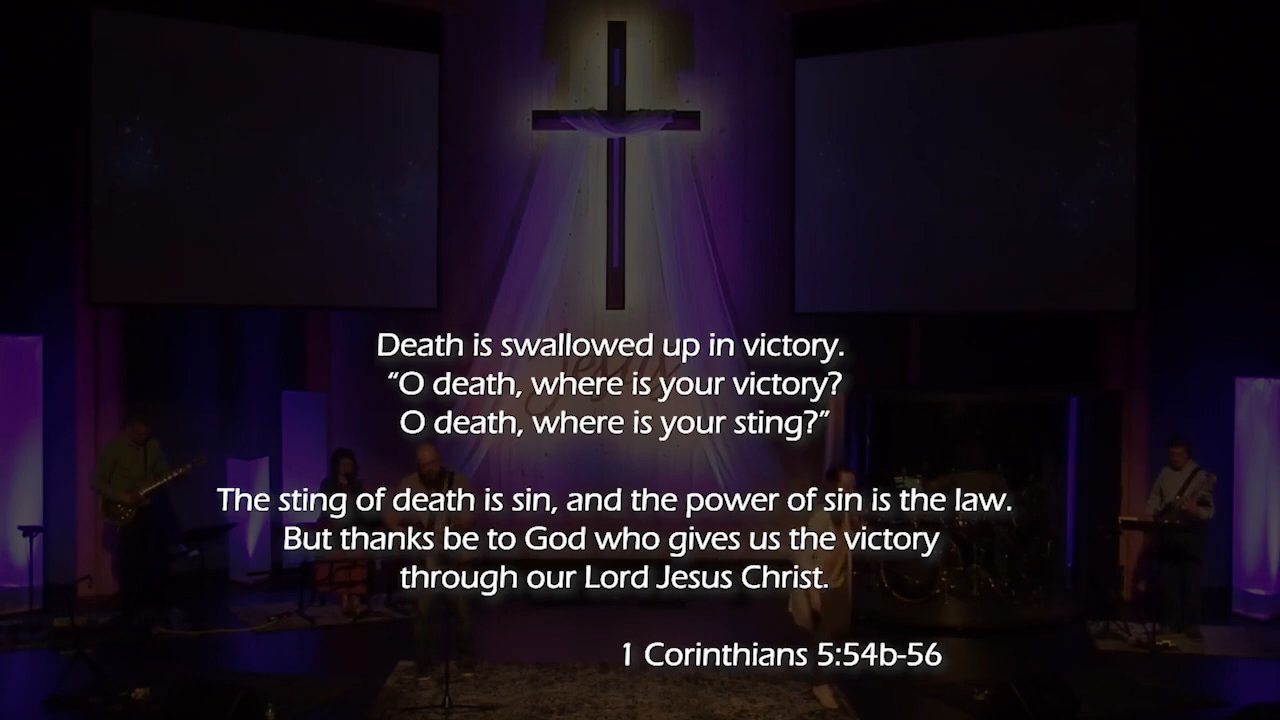 Jesus
Death is swallowed up in victory.
“O death, where is your victory?
O death, where is your sting?”
The sting of death is sin, and the power of sin is the law.
But thanks be to God who gives us the victory
through our Lord Jesus Christ.
1 Corinthians 5:54b-56